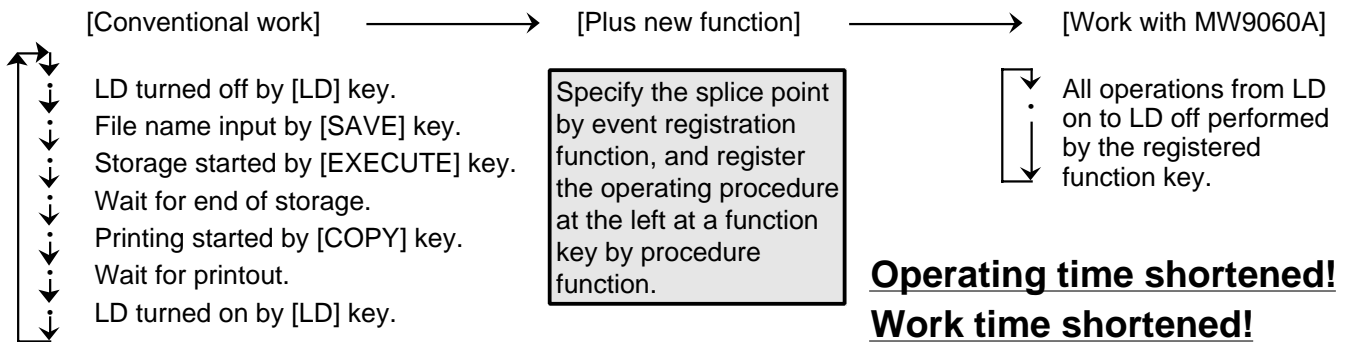 [Conventional work]
[Plus new function]
[Work with MW9060A]
LD turned off by [LD] key.
File name input by [SAVE] key.
Storage started by [EXECUTE] key.
Wait for end of storage.
Printing started by [COPY] key.
Wait for printout.
LD turned on by [LD] key.
Specify the splice point
by event registration
function, and register
the operating procedure
at the left at a function
key by procedure
function.
All operations from LD
on to LD off performed
by the registered
function key.
Operating time shortened!
Work time shortened!